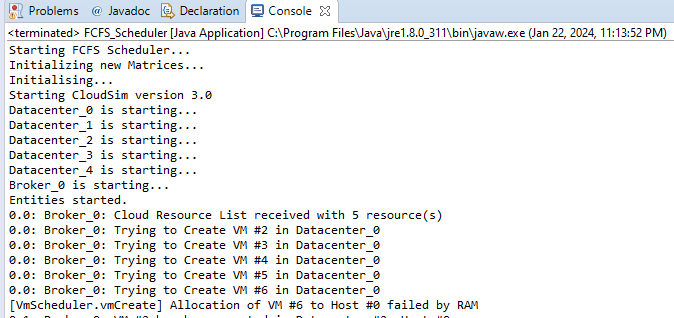 Problems @ Javadoc Declaration Console
<terminated> FCFS_Scheduler [Java Application] C:\Program Files\Java\jre1.8.0_311\bin\javaw.exe (Jan 22, 2024, 11:13:52 PM)
Starting FCFS Scheduler...
Initializing new Matrices...
Initialising...
Starting CloudSim version 3.0
Datacenter_0 is starting...
Datacenter_1 is starting...
Datacenter_2 is starting...
Datacenter_3 is starting...
Datacenter_4 is starting...
Broker_0 is starting...
Entities started.
0.0: Broker_0: Cloud Resource List received with 5 resource(s)
0.0: Broker_0: Trying to Create VM #2 in Datacenter_0
0.0: Broker_0: Trying to Create VM #3 in Datacenter_0
0.0: Broker_0: Trying to Create VM #4 in Datacenter_0
0.0: Broker_0: Trying to Create VM #5 in Datacenter_0
0.0: Broker_0: Trying to Create VM #6 in Datacenter_0
[VmScheduler.vmCreate] Allocation of VM #6 to Host #0 failed by RAM